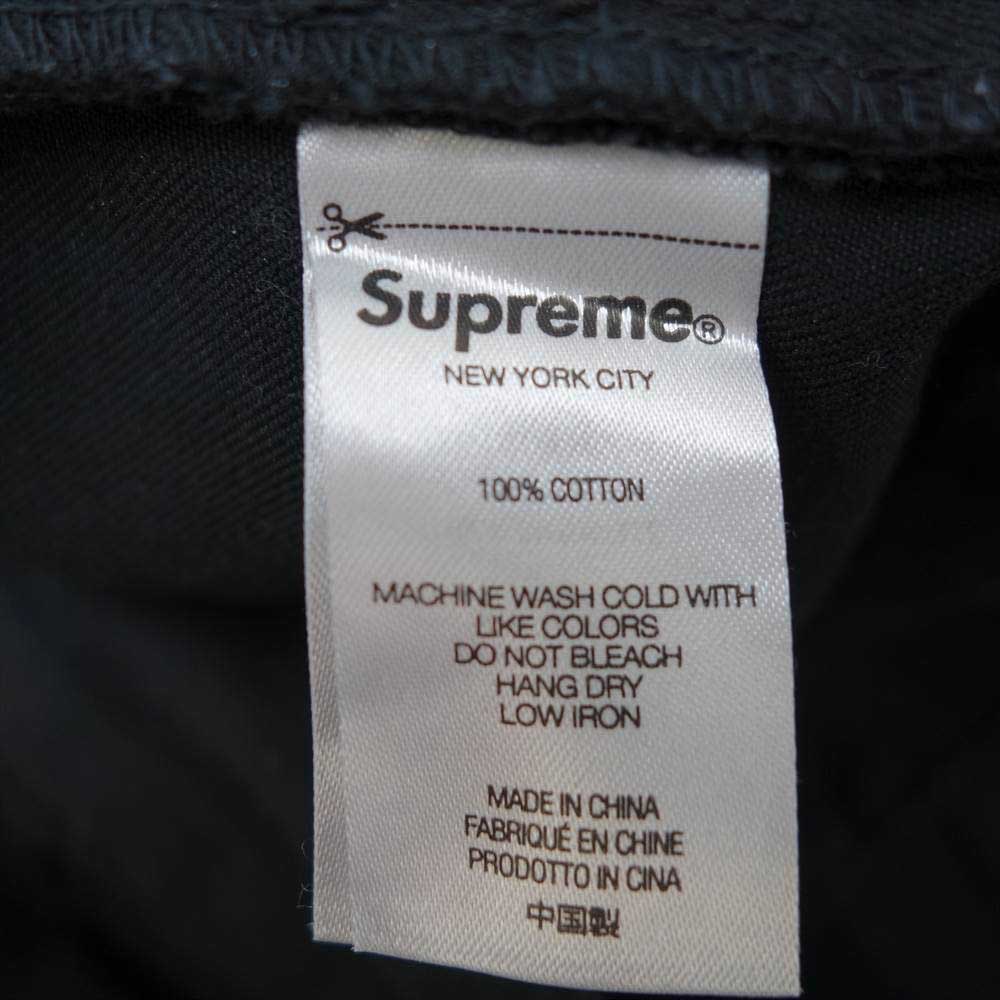 Supreme®
NEW YORK CITY
100% COTTON
MACHINE WASH COLD WITH
LIKE COLORS
DO NOT BLEACH
HANG DRY
LOW IRON
MADE IN CHINA
FABRIQUÉ EN CHINE
PRODOTTO IN CINA
中国製